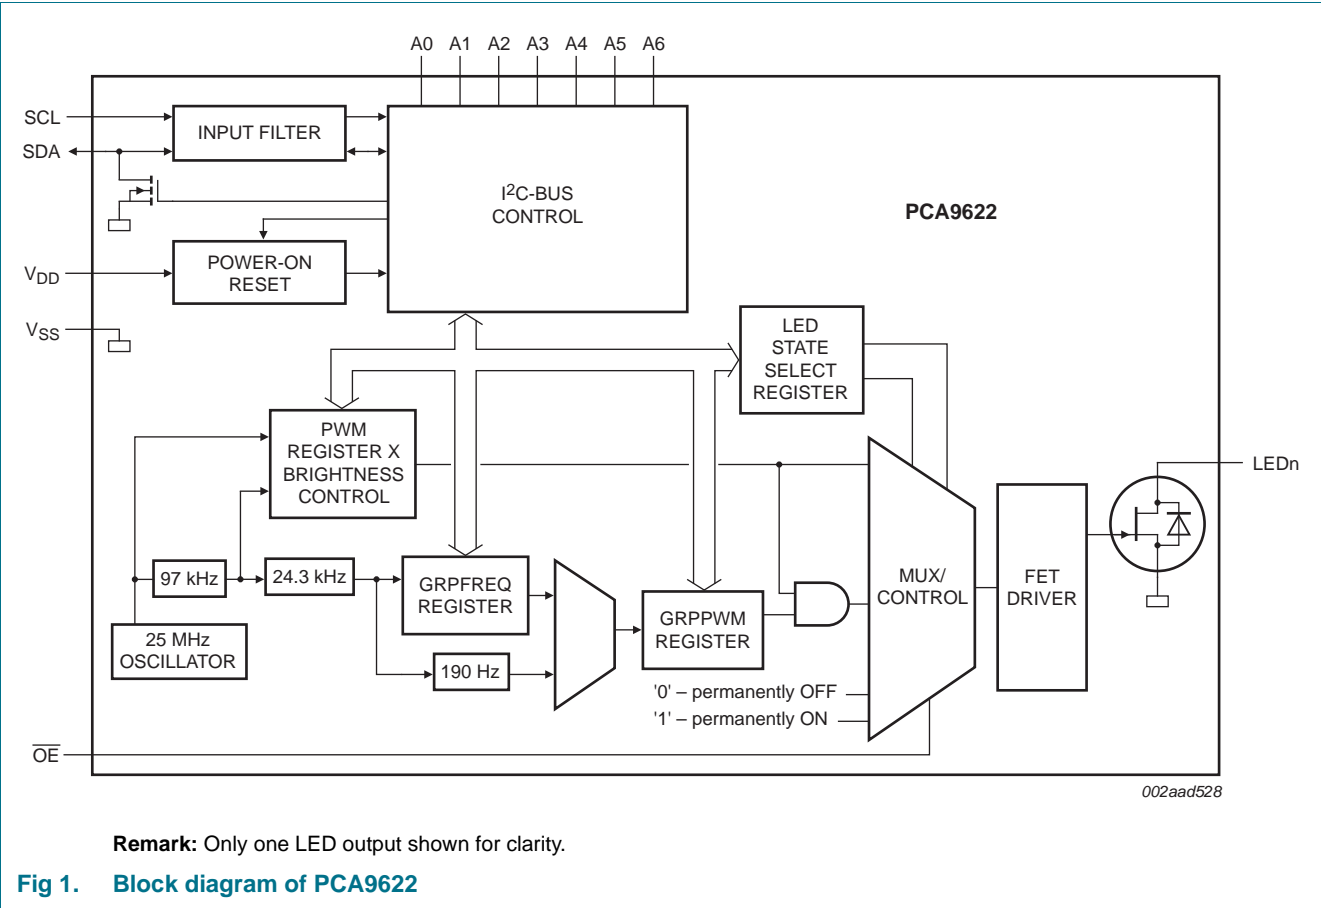 A0 A1 A2 A3 A4 A5 A6
SCL
SDA
INPUT FILTER
I2C-BUS
CONTROL
PCA9622
VDD
POWER-ON
RESET
VSS
LED
STATE
SELECT
REGISTER
PWM
REGISTER X
BRIGHTNESS
CONTROL
LEDn
97 kHz
24.3 kHz
GRPFREQ
REGISTER
MUX/
CONTROL
FET
DRIVER
GRPPWM
REGISTER
25 MHz
OSCILLATOR
190 Hz
'0' – permanently OFF
'1' – permanently ON
OE
002aad528
Remark: Only one LED output shown for clarity.
Fig 1. Block diagram of PCA9622